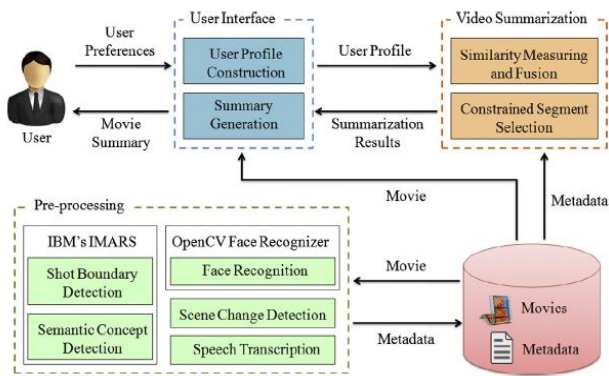 User Interface
Video Summarization
User
Preferences
User Profile
Construction
User Profile
Similarity Measuring
and Fusion
Summary
Generation
Constrained Segment
Selection
User
Movie
Summary
Summarization
Results
Movie
Metadata
Pre-processing
IBM's IMARS
OpenCV Face Recognizer
Shot Boundary
Detection
Face Recognition
Movie
Semantic Concept
Detection
Scene Change Detection
Speech Transcription
Metadata
Movies
Metadata